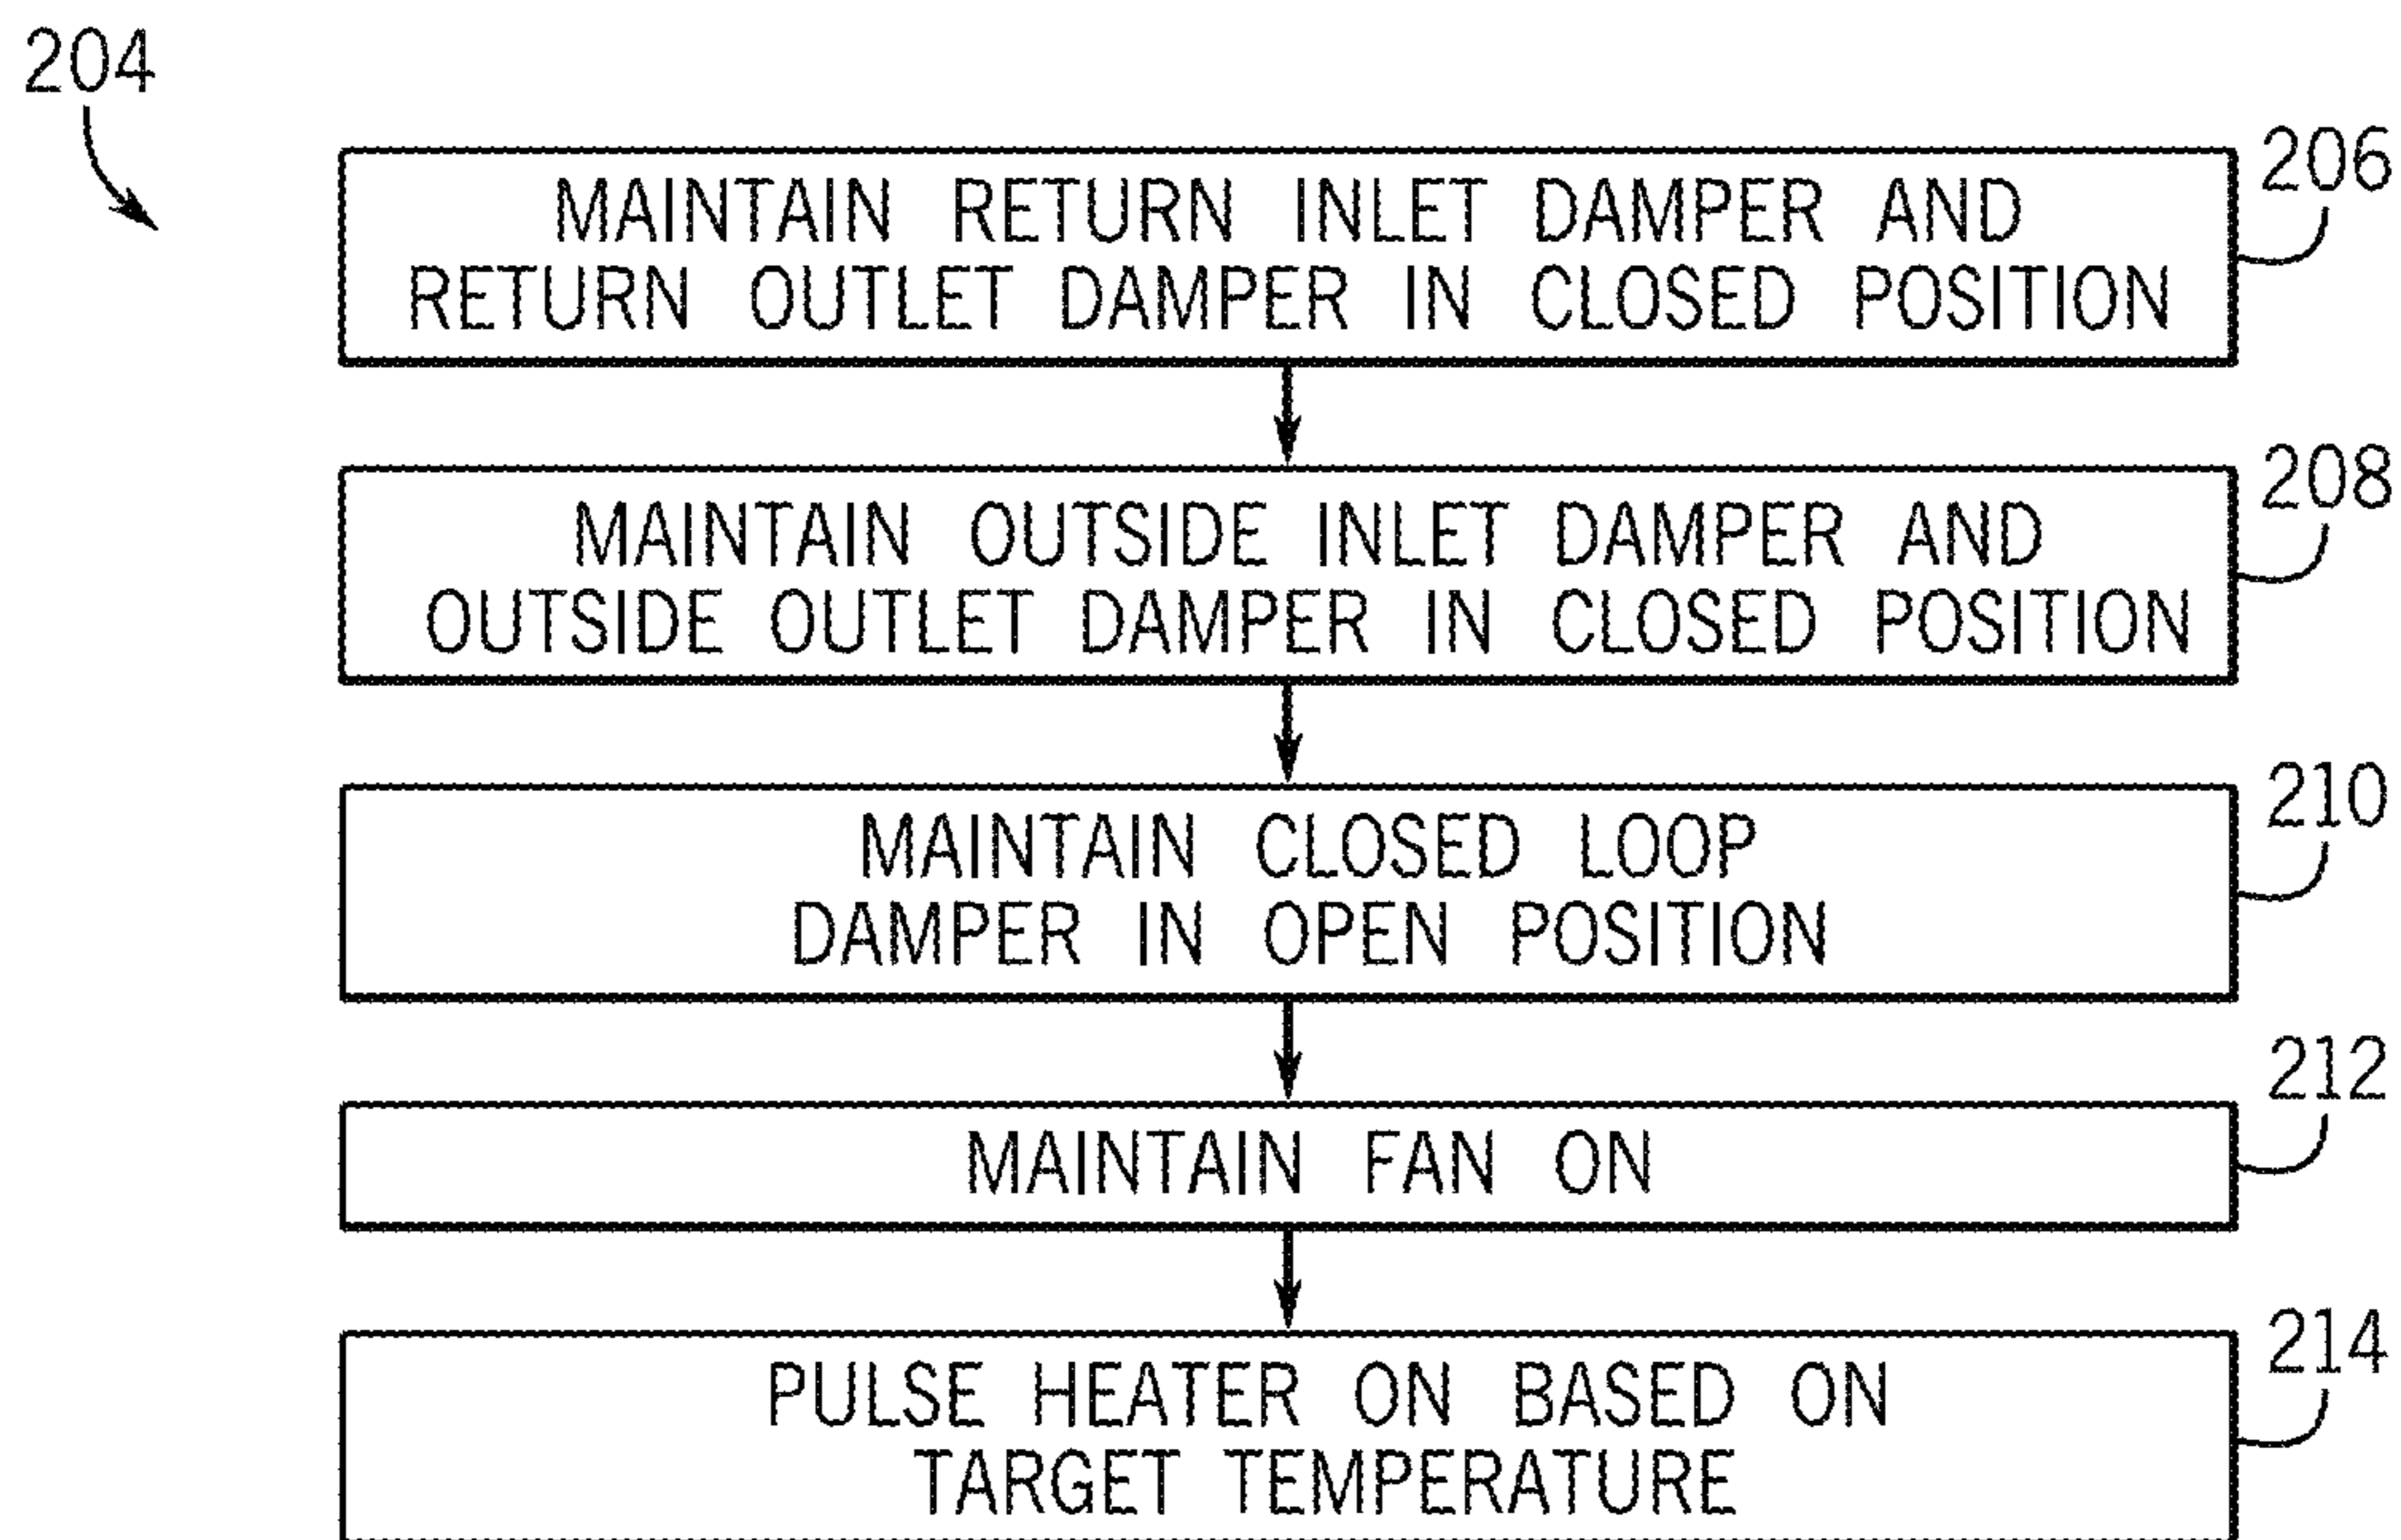 204
206
MAINTAIN RETURN INLET DAMPER AND
RETURN OUTLET DAMPER IN CLOSED POSITION
208
MAINTAIN OUTSIDE INLET DAMPER AND
OUTSIDE OUTLET DAMPER IN CLOSED POSITION
210
MAINTAIN CLOSED LOOP
DAMPER IN OPEN POSITION
212
MAINTAIN FAN ON
214
PULSE HEATER ON BASED ON
TARGET TEMPERATURE